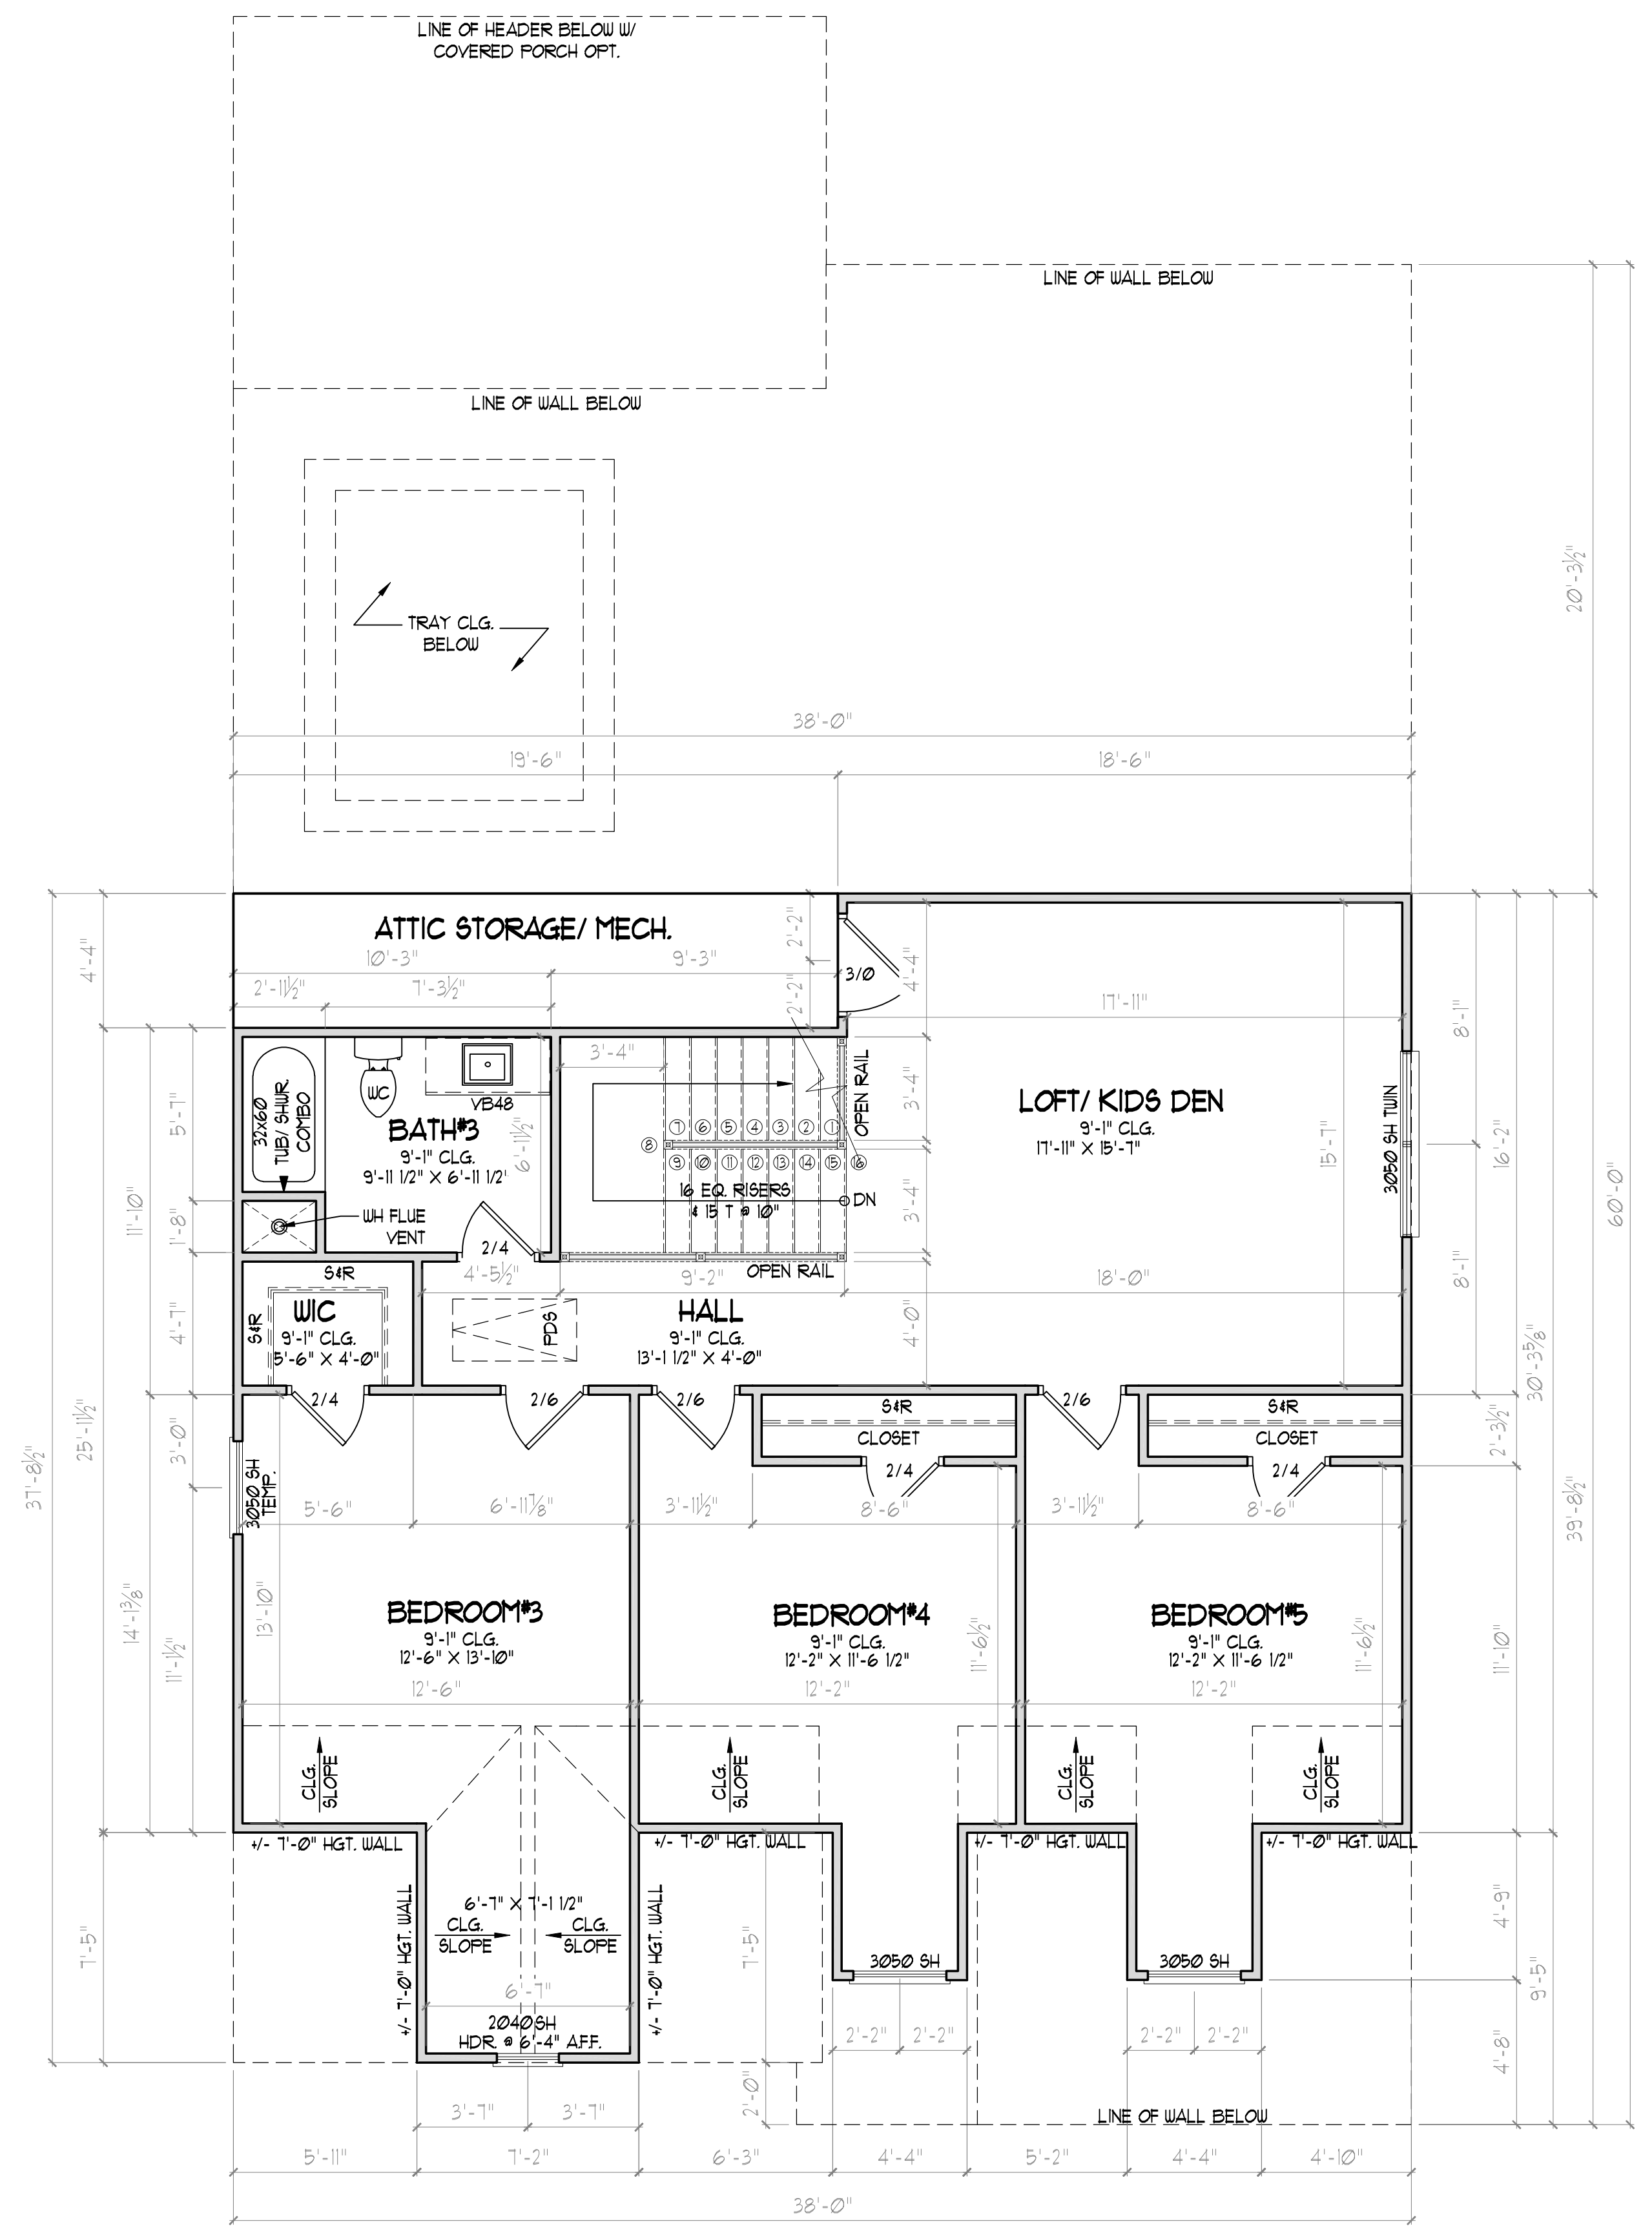 LINE OF HEADER BELOW W/
COVERED PORCH OPT.
LINE OF WALL BELOW
LINE OF WALL BELOW
TRAY CLG.
BELOW
20'-3½"
60'-0"
38'-0"
19'-6"
18'-6"
ATTIC STORAGE/ MECH.
10'-3"
9'-3"
2'-11½"
7'-3½"
2'-2"
2'-2"
3/0
4'-4"
4'-4"
17'-11"
8'-1"
3'-4"
OPEN RAIL
3'-4"
WC
VB48
32x60
TUB/ SHWR.
COMBO
BATH#3
9'-1" CLG.
9'-11 1/2" X 6'-11 1/2"
6'-11½"
5'-7"
LOFT/ KIDS DEN
9'-1" CLG.
17'-11" X 15'-7"
15'-7"
3050 SH TWIN
16'-2"
7 6 5 4 3 2 1
8
9 10 11 12 13 14 15 16
16 EQ. RISERS
& 15 T @ 10"
DN
3'-4"
11'-10"
1'-8"
WH FLUE
VENT
2/4
4'-5½"
9'-2"
OPEN RAIL
18'-0"
8'-1"
S&R
S&R
WIC
9'-1" CLG.
5'-6" X 4'-0"
4'-7"
PDS
HALL
9'-1" CLG.
13'-1 1/2" X 4'-0"
4'-0"
30'-3⅝"
2/4
2/6
2/6
S&R
CLOSET
2/4
2/6
S&R
CLOSET
2/4
2'-3½"
25'-11½"
37'-8½"
3'-0"
3050 SH
TEMP.
5'-6"
6'-11⅞"
3'-11½"
8'-6"
3'-11½"
8'-6"
39'-8½"
14'-1⅜"
11'-1½"
13'-10"
BEDROOM#3
9'-1" CLG.
12'-6" X 13'-10"
12'-6"
BEDROOM#4
9'-1" CLG.
12'-2" X 11'-6 1/2"
12'-2"
11'-6½"
BEDROOM#5
9'-1" CLG.
12'-2" X 11'-6 1/2"
12'-2"
11'-6½"
11'-10"
CLG.
SLOPE
CLG.
SLOPE
CLG.
SLOPE
CLG.
SLOPE
+/- 7'-0" HGT. WALL
+/- 7'-0" HGT. WALL
+/- 7'-0" HGT. WALL
+/- 7'-0" HGT. WALL
+/- 7'-0" HGT. WALL
+/- 7'-0" HGT. WALL
6'-7" X 7'-1 1/2"
CLG.
SLOPE
CLG.
SLOPE
7'-5"
7'-5"
6'-7"
2040 SH
HDR. @ 6'-4" A.F.F.
3050 SH
3050 SH
4'-9"
9'-5"
2'-2"
2'-2"
2'-2"
2'-2"
4'-8"
2'-0"
3'-7"
3'-7"
LINE OF WALL BELOW
5'-11"
7'-2"
6'-3"
4'-4"
5'-2"
4'-4"
4'-10"
38'-0"